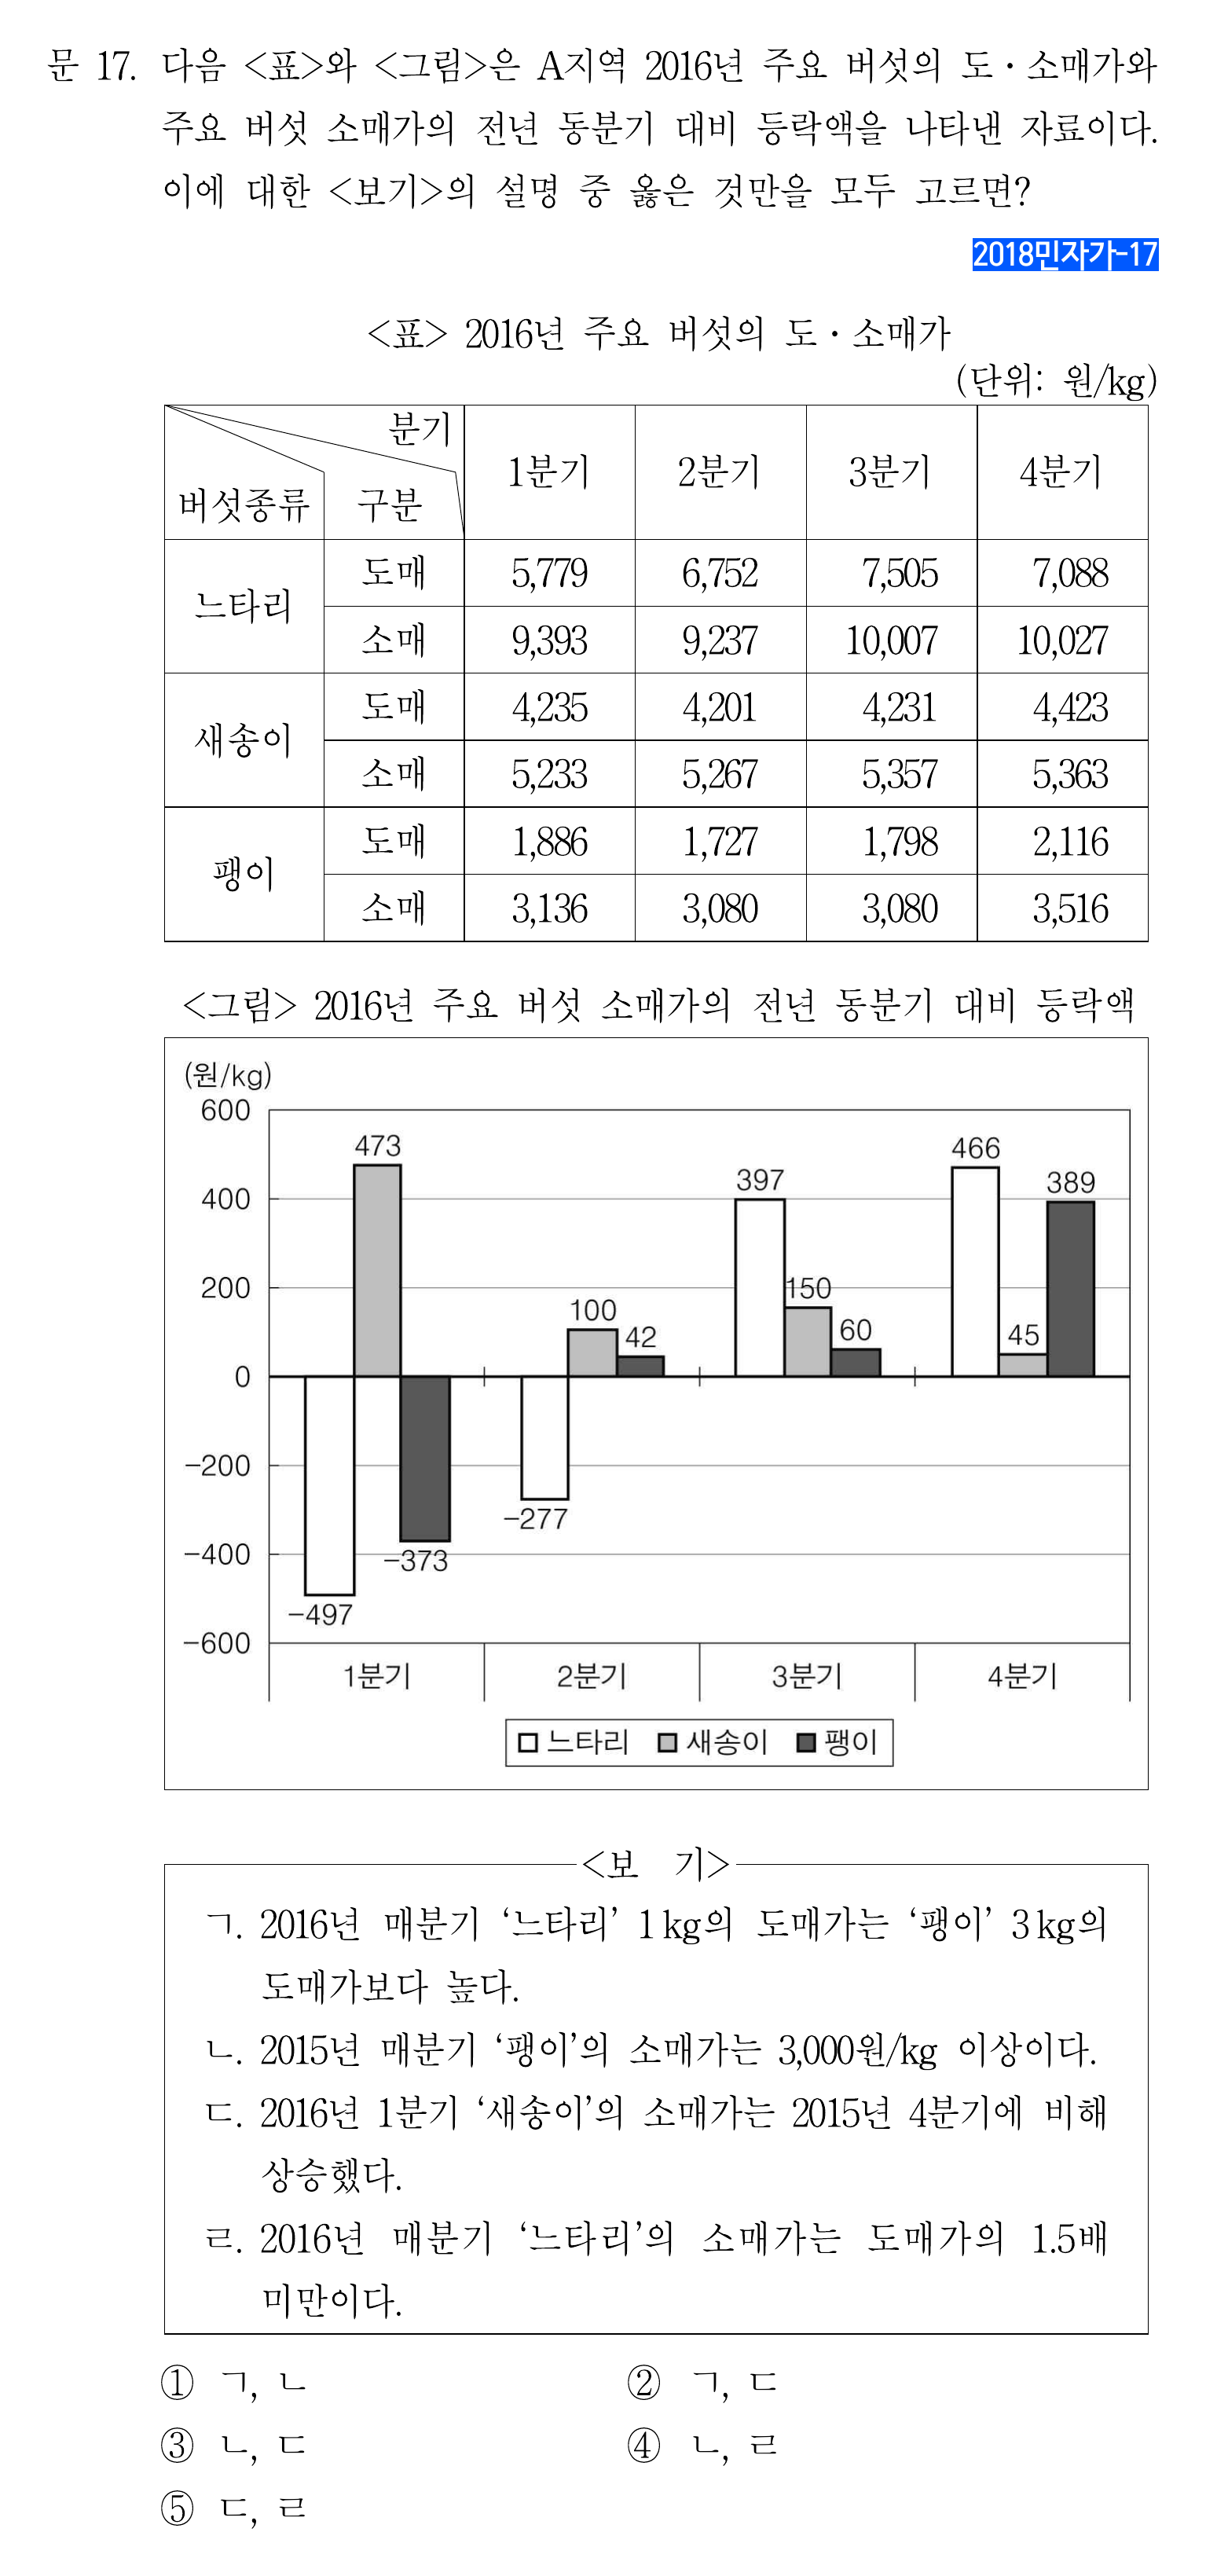 문 17. 다음 <표>와 <그림>은 A지역 2016년 주요 버섯의 도·소매가와
주요 버섯 소매가의 전년 동분기 대비 등락액을 나타낸 자료이다.
이에 대한 <보기>의 설명 중 옳은 것만을 모두 고르면?
2018민자가-17
<표> 2016년 주요 버섯의 도·소매가
(단위: 원/kg)
분기
버섯종류 구분 1분기 2분기 3분기 4분기
느타리 도매 5,779 6,752 7,505 7,088
소매 9,393 9,237 10,007 10,027
새송이 도매 4,235 4,201 4,231 4,423
소매 5,233 5,267 5,357 5,363
팽이 도매 1,886 1,727 1,798 2,116
소매 3,136 3,080 3,080 3,516
<그림> 2016년 주요 버섯 소매가의 전년 동분기 대비 등락액
(원/kg)
600
473 466
397 389
400
200
150
100 42 60 45
0
-200
-277
-400
-373
-497
-600
1분기 2분기 3분기 4분기
느타리 새송이 팽이
<보 기>
ㄱ. 2016년 매분기 ‘느타리’ 1kg의 도매가는 ‘팽이’ 3kg의
도매가보다 높다.
ㄴ. 2015년 매분기 ‘팽이’의 소매가는 3,000원/kg 이상이다.
ㄷ. 2016년 1분기 ‘새송이’의 소매가는 2015년 4분기에 비해
상승했다.
ㄹ. 2016년 매분기 ‘느타리’의 소매가는 도매가의 1.5배
미만이다.
① ㄱ, ㄴ ② ㄱ, ㄷ
③ ㄴ, ㄷ ④ ㄴ, ㄹ
⑤ ㄷ, ㄹ